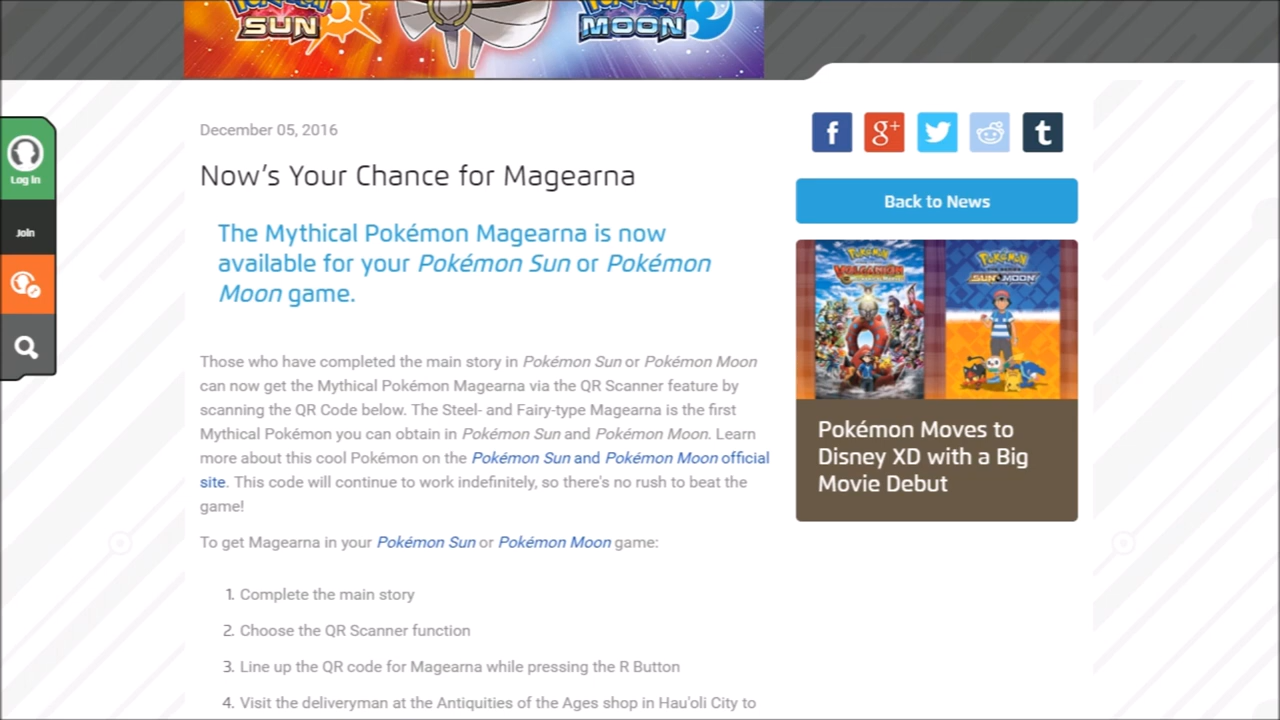 SUN
MOON
December 05, 2016
Now's Your Chance for Magearna
The Mythical Pokémon Magearna is now
available for your Pokémon Sun or Pokémon
Moon game.
Those who have completed the main story in Pokémon Sun or Pokémon Moon
can now get the Mythical Pokémon Magearna via the QR Scanner feature by
scanning the QR Code below. The Steel- and Fairy-type Magearna is the first
Mythical Pokémon you can obtain in Pokémon Sun and Pokémon Moon. Learn
more about this cool Pokémon on the Pokémon Sun and Pokémon Moon official
site. This code will continue to work indefinitely, so there's no rush to beat the
game!
To get Magearna in your Pokémon Sun or Pokémon Moon game:
1. Complete the main story
2. Choose the QR Scanner function
3. Line up the QR code for Magearna while pressing the R Button
4. Visit the deliveryman at the Antiquities of the Ages shop in Hau'oli City to
Log In
Join
f
g+
t
Back to News
Pokémon
Pokémon
SUN MOON
Pokémon Moves to
Disney XD with a Big
Movie Debut